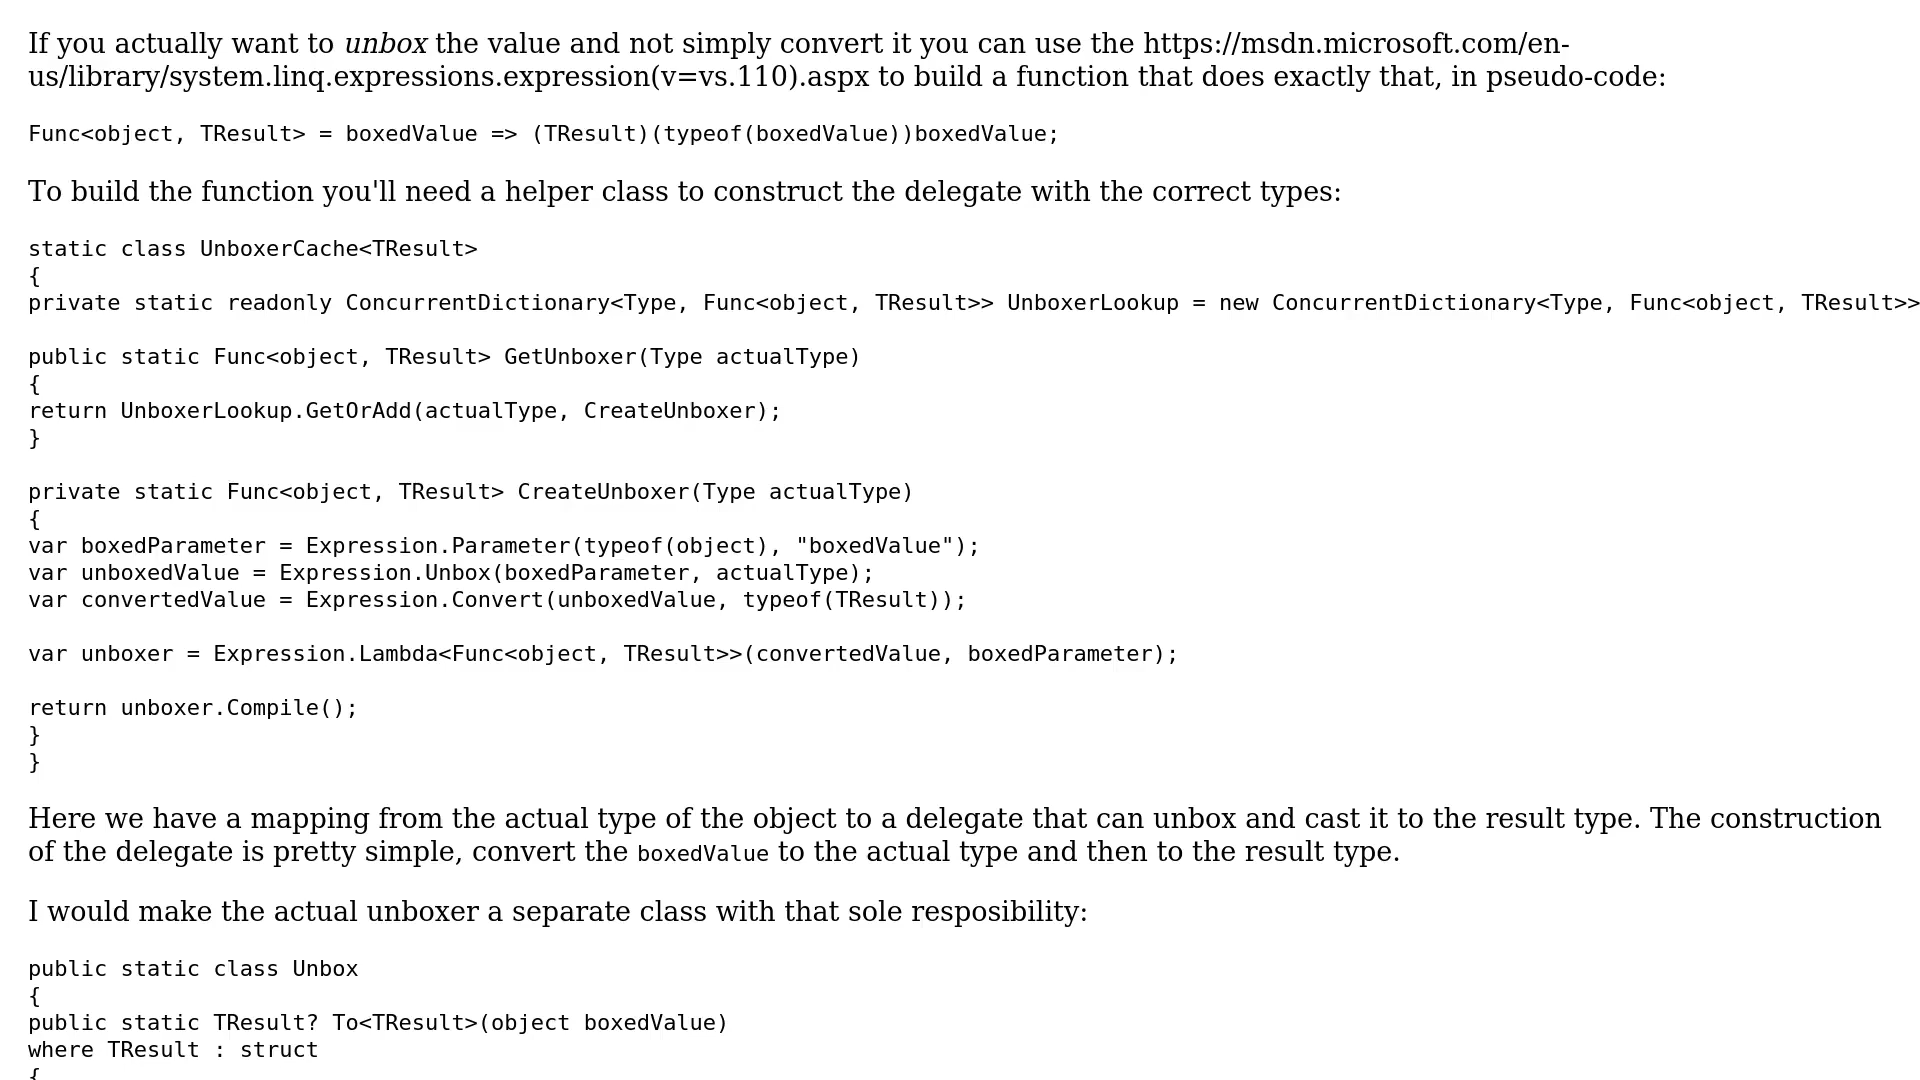 If you actually want to unbox the value and not simply convert it you can use the https://msdn.microsoft.com/en-
us/library/system.linq.expressions.expression(v=vs.110).aspx to build a function that does exactly that, in pseudo-code:
Func<object, TResult> = boxedValue => (TResult)(typeof(boxedValue))boxedValue;
To build the function you'll need a helper class to construct the delegate with the correct types:
static class UnboxerCache<TResult>
{
private static readonly ConcurrentDictionary<Type, Func<object, TResult>> UnboxerLookup = new ConcurrentDictionary<Type, Func<object, TResult>>
public static Func<object, TResult> GetUnboxer(Type actualType)
{
return UnboxerLookup.GetOrAdd(actualType, CreateUnboxer);
}
private static Func<object, TResult> CreateUnboxer(Type actualType)
{
var boxedParameter = Expression.Parameter(typeof(object), "boxedValue");
var unboxedValue = Expression.Unbox(boxedParameter, actualType);
var convertedValue = Expression.Convert(unboxedValue, typeof(TResult));
var unboxer = Expression.Lambda<Func<object, TResult>>(convertedValue, boxedParameter);
return unboxer.Compile();
}
}
Here we have a mapping from the actual type of the object to a delegate that can unbox and cast it to the result type. The construction
of the delegate is pretty simple, convert the boxedValue to the actual type and then to the result type.
I would make the actual unboxer a separate class with that sole resposibility:
public static class Unbox
{
public static TResult? To<TResult>(object boxedValue)
where TResult : struct
{